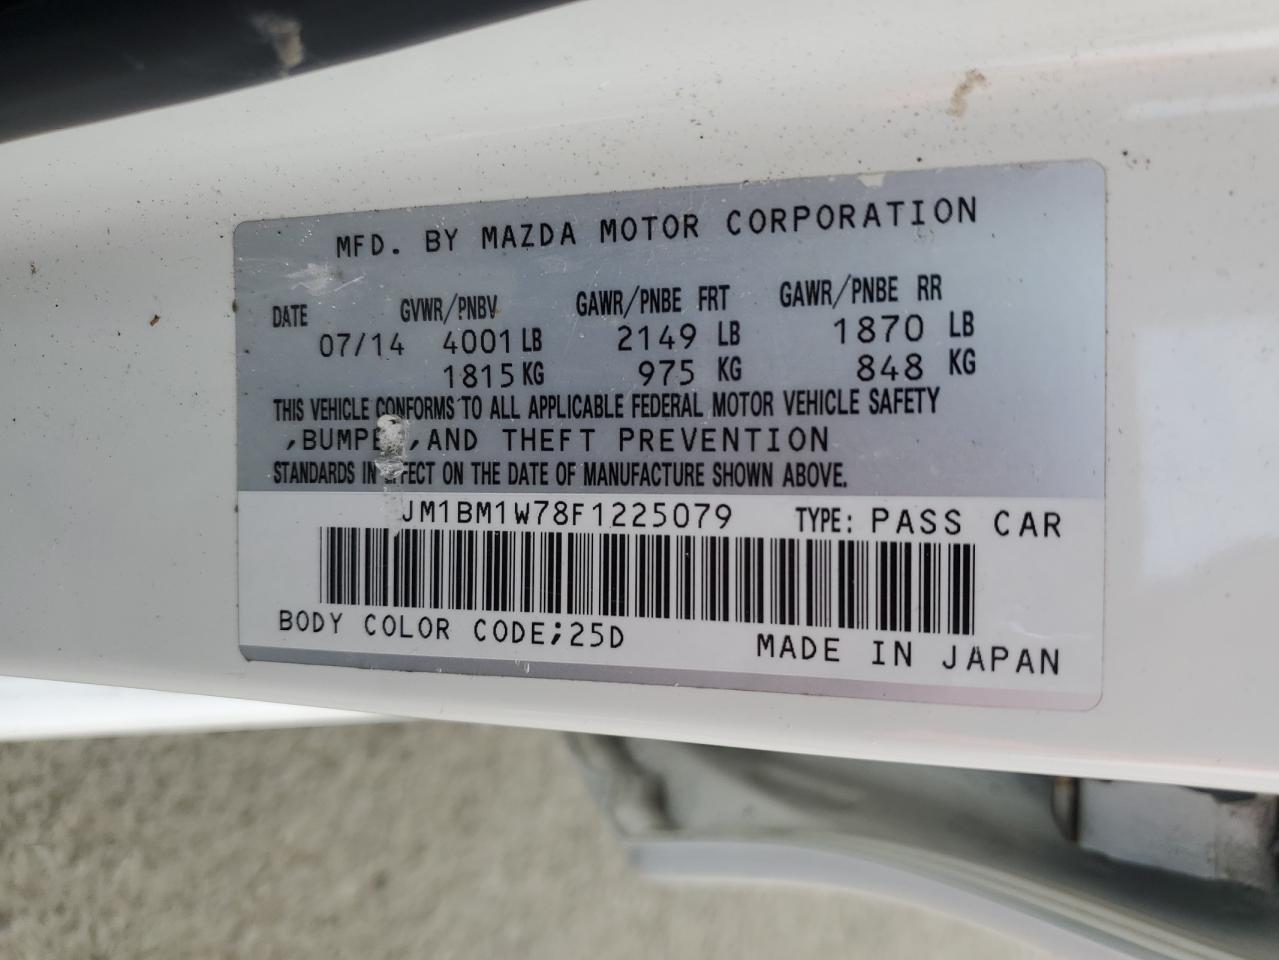 MFD. BY MAZDA MOTOR CORPORATION
DATE GVWR/PNBV GAWR/PNBE FRT GAWR/PNBE RR
07/14 4001 LB 2149 LB 1870 LB
1815 KG 975 KG 848 KG
THIS VEHICLE CONFORMS TO ALL APPLICABLE FEDERAL MOTOR VEHICLE SAFETY
,AND THEFT PREVENTION
STANDARDS IN EFFECT ON THE DATE OF MANUFACTURE SHOWN ABOVE.
JM1BM1W78F1225079 TYPE: PASS CAR
BODY COLOR CODE;25D MADE IN JAPAN